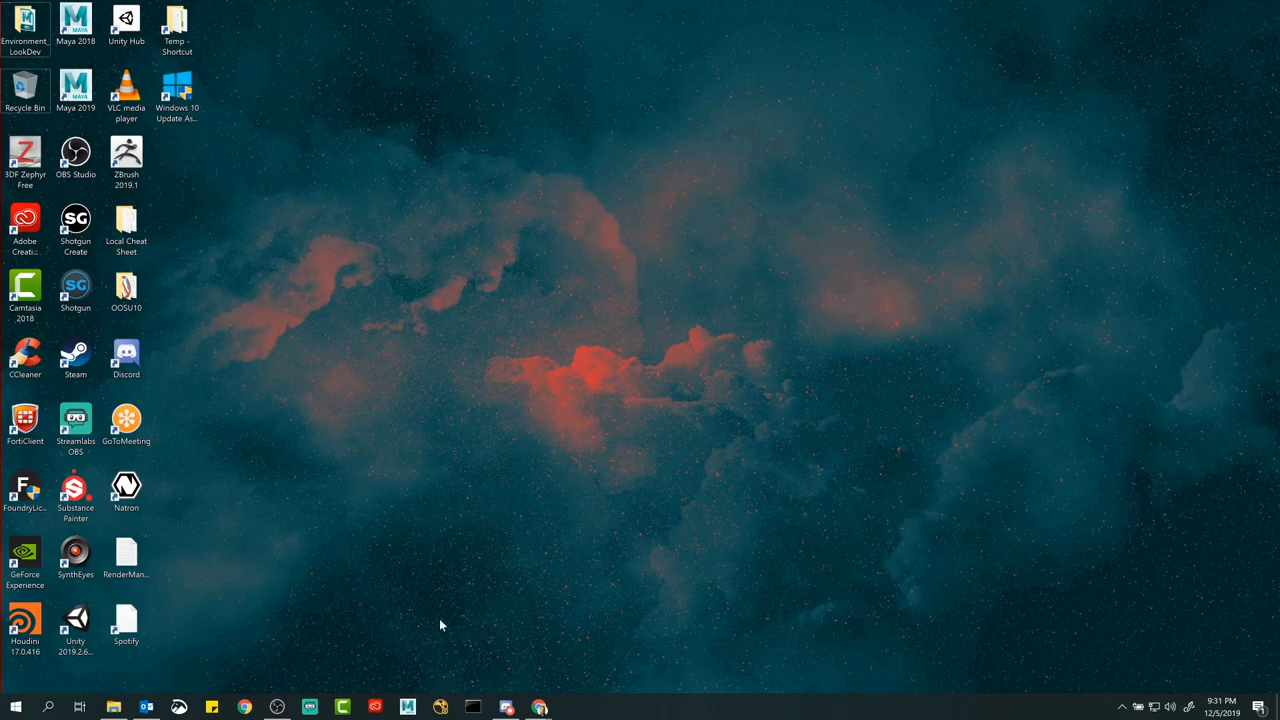 Environment_
LookDev
Maya 2018
Unity Hub
Temp -
Shortcut
Recycle Bin
Maya 2019
VLC media
player
Windows 10
Update As...
3DF Zephyr
Free
OBS Studio
ZBrush
2019.1
Adobe
Creati...
Shotgun
Create
Local Cheat
Sheet
Camtasia
2018
Shotgun
OOSU10
CCleaner
Steam
Discord
FortiClient
Streamlabs
OBS
GoToMeeting
FoundryLic...
Substance
Painter
Natron
GeForce
Experience
SynthEyes
RenderMan...
Houdini
17.0.416
Unity
2019.2.6...
Spotify
9:31 PM
12/5/2019